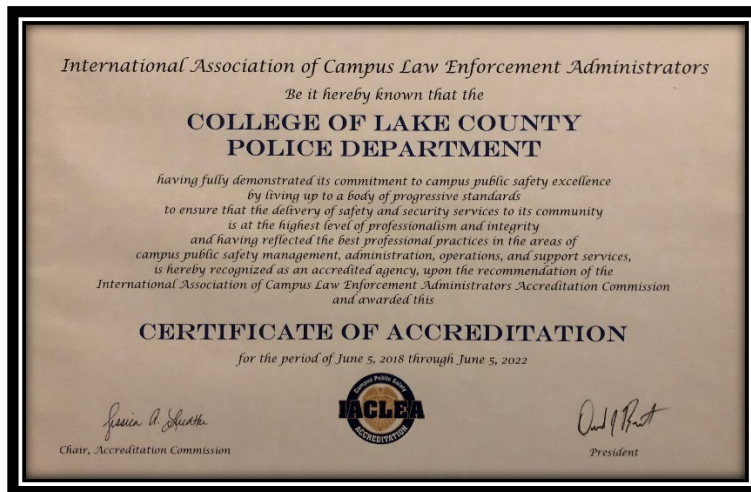 International Association of Campus Law Enforcement Administrators
Be it hereby known that the
COLLEGE OF LAKE COUNTY
POLICE DEPARTMENT
having fully demonstrated its commitment to campus public safety excellence
by living up to a body of progressive standards
to ensure that the delivery of safety and security services to its community
is at the highest level of professionalism and integrity
and having reflected the best professional practices in the areas of
campus public safety management, administration, operations, and support services,
is hereby recognized as an accredited agency, upon the recommendation of the
International Association of Campus Law Enforcement Administrators Accreditation Commission
and awarded this
CERTIFICATE OF ACCREDITATION
for the period of June 5, 2018 through June 5, 2022
Campus Public Safety
IACLEA
ACCREDITATION
Jessica A.
Chair, Accreditation Commission
President